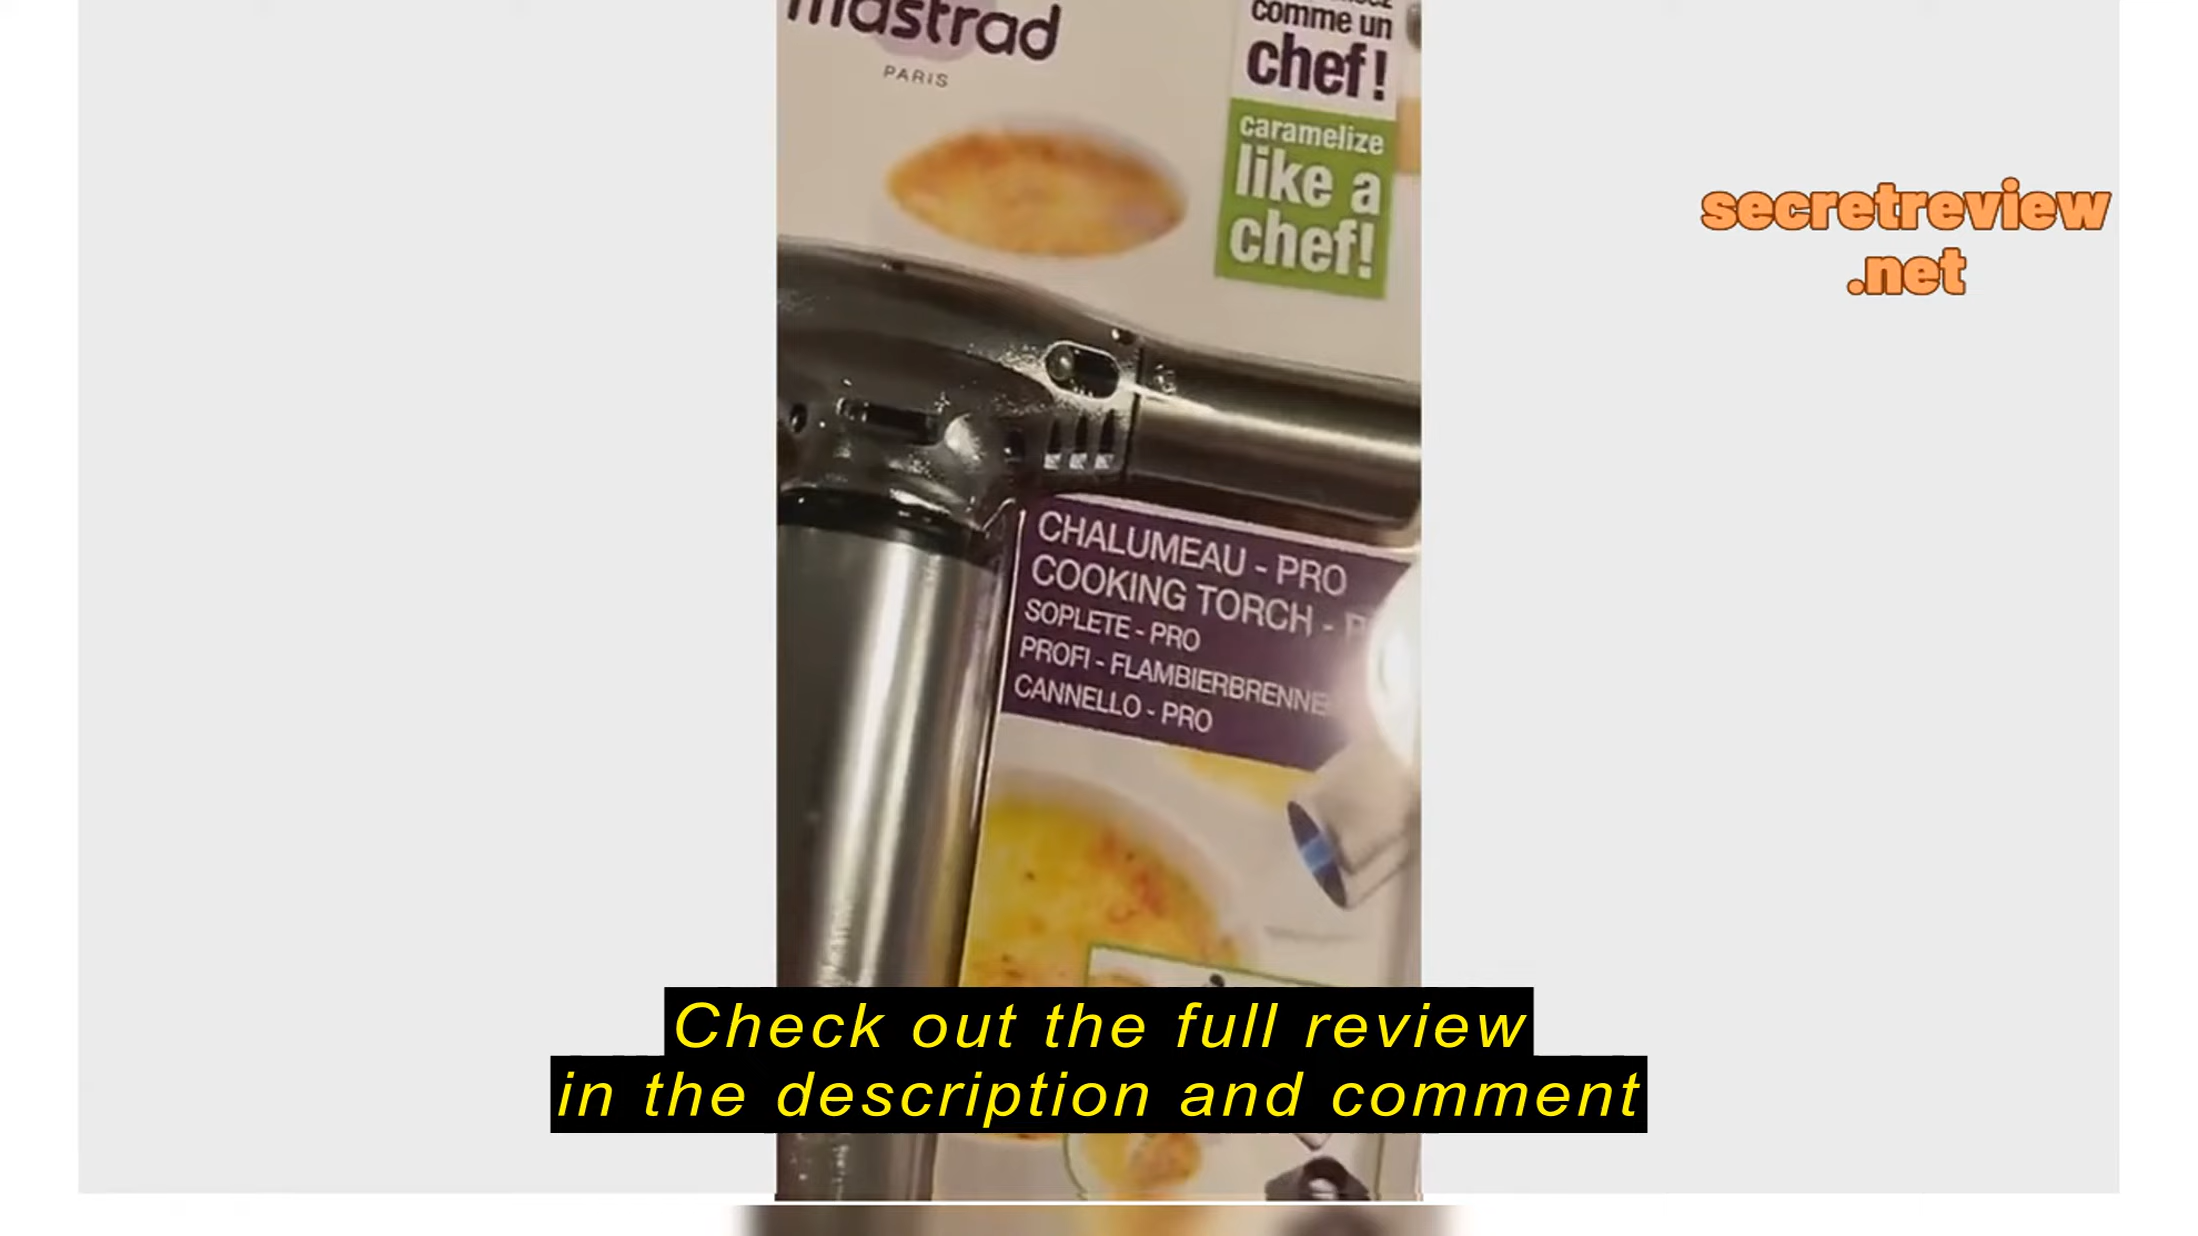 mastrad
PARIS
comme un
chef!
caramelize
like a
chef!
secretreview
.net
CHALUMEAU - PRO
COOKING TORCH -
SOPLETE - PRO
PROFI - FLAMBIERBRENNE
CANNELLO - PRO
Check out the full review
in the description and comment